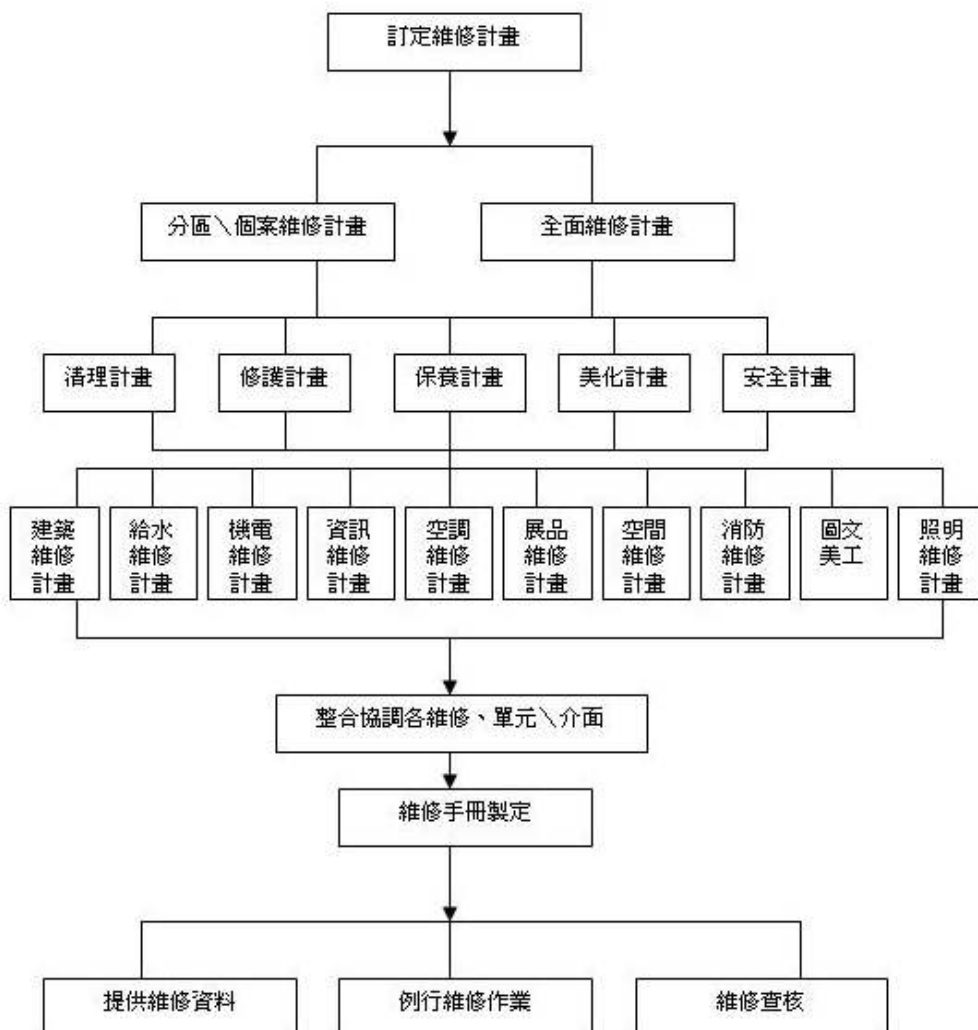 訂定維修計畫
分區＼個案維修計畫
全面維修計畫
清理計畫
修護計畫
保養計畫
美化計畫
安全計畫
建築
維修
計畫
給水
維修
計畫
機電
維修
計畫
資訊
維修
計畫
空調
維修
計畫
展品
維修
計畫
空間
維修
計畫
消防
維修
計畫
圖文
美工
照明
維修
計畫
整合協調各維修、單元＼介面
維修手冊製定
提供維修資料
例行維修作業
維修查核